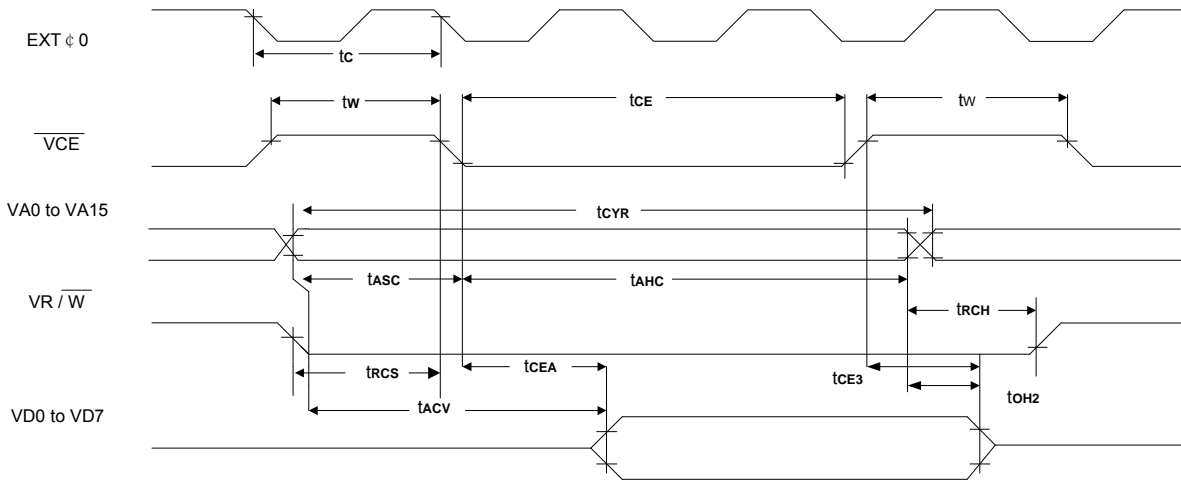 EXT ¢ 0
tC
tW
tCE
tW
VCE
VA0 to VA15
tCYR
tASC
tAHC
VR / W
tRCH
tCEA
tRCS
tCE3
tACV
tOH2
VD0 to VD7